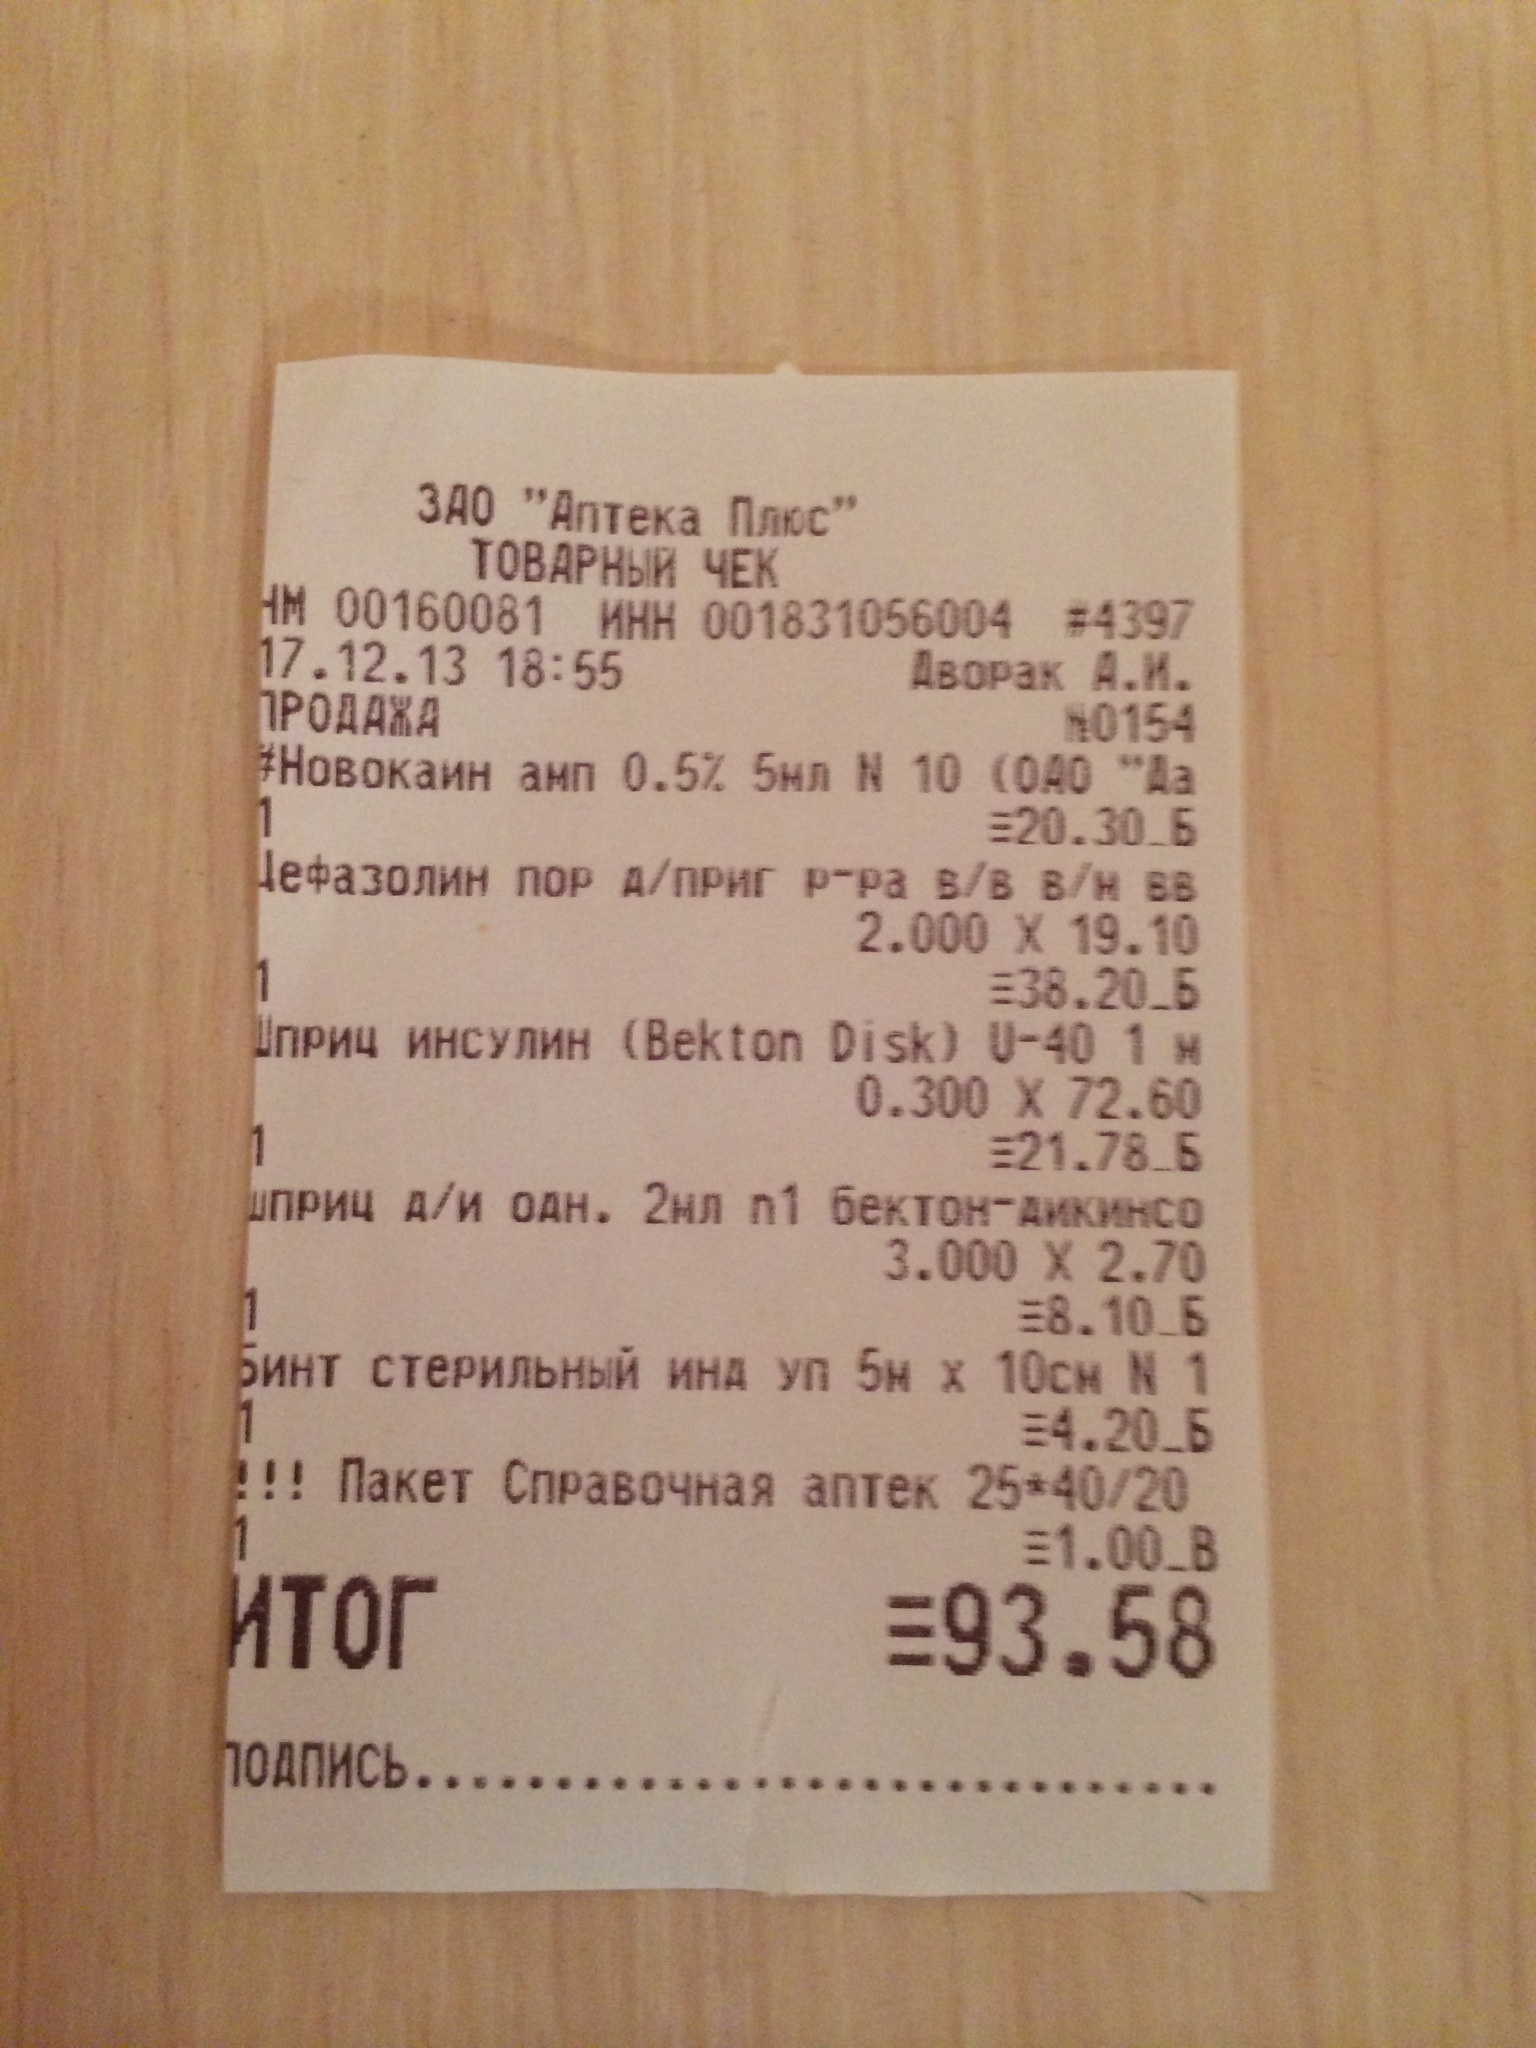 ЗАО "Аптека Плюс"
ТОВАРНЫЙ ЧЕК
НМ 00160081 ИНН 001831056004 #4397
17.12.13 18:55 Дворак А.И.
ПРОДАЖА №0154
#Новокаин амп 0.5% 5мл N 10 (ОАО "Да
1 ≡20.30_Б
Цефазолин пор д/приг р-ра в/в в/м вв
2.000 X 19.10
1 ≡38.20_Б
Шприц инсулин (Bekton Disk) U-40 1 м
0.300 X 72.60
1 ≡21.78_Б
шприц д/и одн. 2мл n1 бектон-дикинсо
3.000 X 2.70
1 ≡8.10_Б
Бинт стерильный инд уп 5м х 10см N 1
1 ≡4.20_Б
!!! Пакет Справочная аптек 25*40/20
1 ≡1.00_В
ИТОГ ≡93.58
ПОДПИСЬ..............................